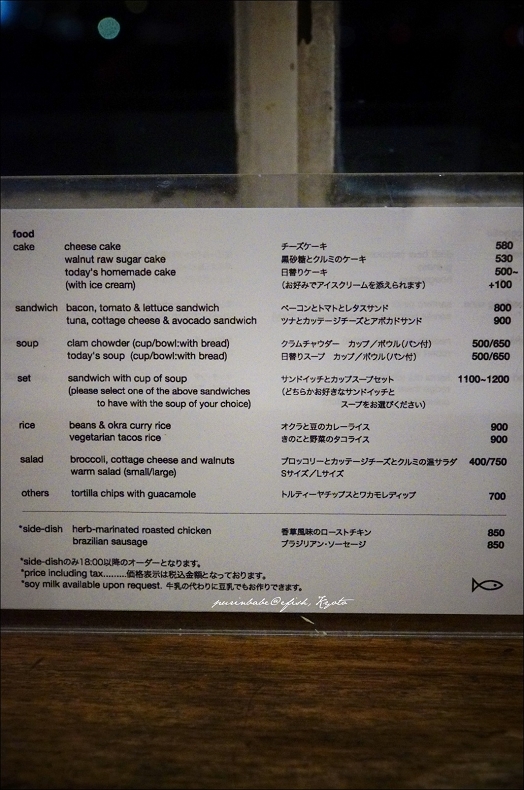 food
cake cheese cake チーズケーキ 580
walnut raw sugar cake 黒砂糖とクルミのケーキ 530
today's homemade cake 日替りケーキ 500~
(with ice cream) (お好みでアイスクリームを添えられます) +100
sandwich bacon, tomato & lettuce sandwich ベーコンとトマトとレタスサンド 800
tuna, cottage cheese & avocado sandwich ツナとカッテージチーズとアボカドサンド 900
soup clam chowder (cup/bowl:with bread) クラムチャウダー カップ／ボウル(パン付) 500/650
today's soup (cup/bowl:with bread) 日替りスープ カップ／ボウル(パン付) 500/650
set sandwich with cup of soup サンドイッチとカップスープセット 1100~1200
(please select one of the above sandwiches (どちらかお好きなサンドイッチと
to have with the soup of your choice) スープをお選びください)
rice beans & okra curry rice オクラと豆のカレーライス 900
vegetarian tacos rice きのこと野菜のタコライス 900
salad broccoli, cottage cheese and walnuts ブロッコリーとカッテージチーズとクルミの温サラダ 400/750
warm salad (small/large) Sサイズ／Lサイズ
others tortilla chips with guacamole トルティーヤチップスとワカモレディップ 700
*side-dish herb-marinated roasted chicken 香草風味のローストチキン 850
brazilian sausage ブラジリアン・ソーセージ 850
*side-dishのみ18:00以降のオーダーとなります。
*price including tax.........価格表示は税込金額となっております。
*soy milk available upon request. 牛乳の代わりに豆乳でもお作りできます。
purinbabe@efish, Kyoto